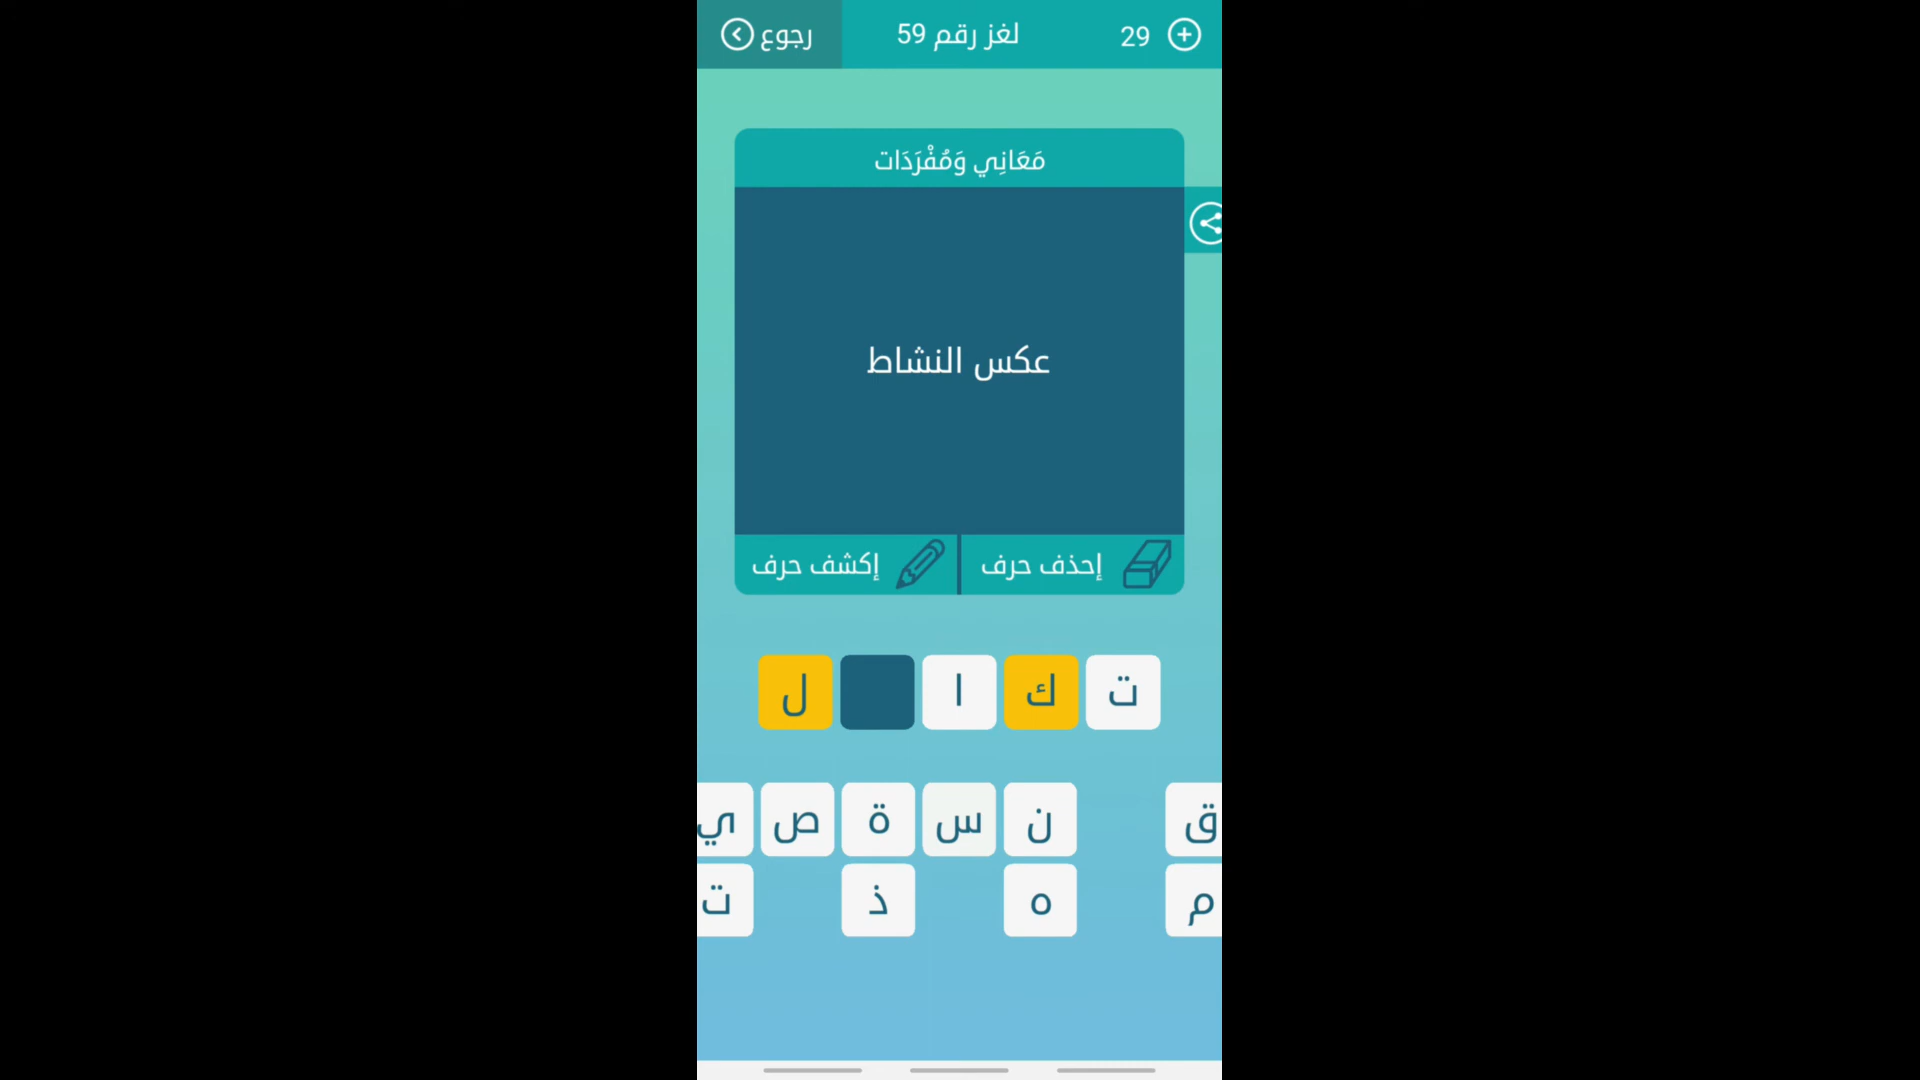 رجوع لغز رقم 59 29
مَعَانِي وَمُفْرَدَات
عكس النشاط
إحذف حرف إكشف حرف
ت ك ا ل
ق ن س ة ص ي
م ه ذ ت